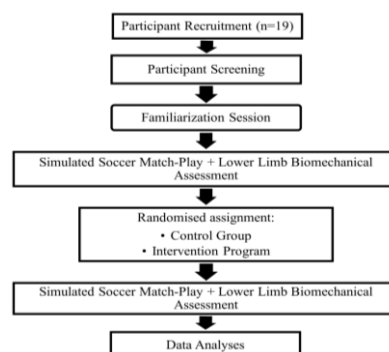 Participant Recruitment (n=19)
Participant Screening
Familiarization Session
Simulated Soccer Match-Play + Lower Limb Biomechanical
Assessment
Randomised assignment:
• Control Group
• Intervention Program
Simulated Soccer Match-Play + Lower Limb Biomechanical
Assessment
Data Analyses